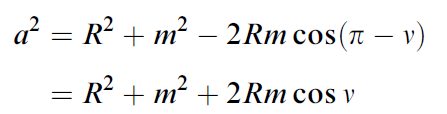 a² = R² + m² − 2Rm cos(π − v)
= R² + m² + 2Rm cos v